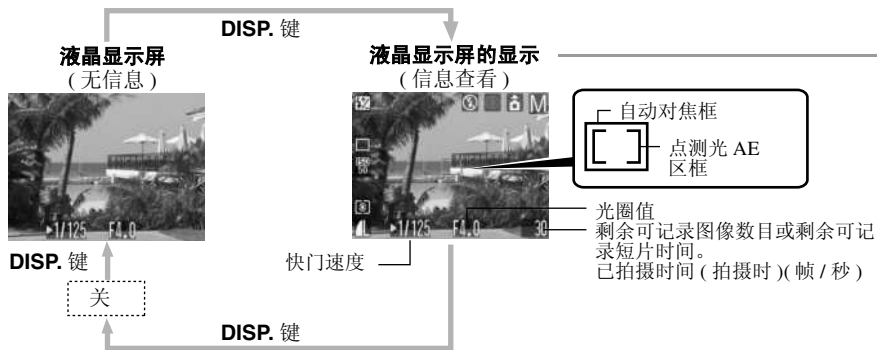 DISP. 键
液晶显示屏
( 无信息 )
液晶显示屏的显示
( 信息查看 )
M
ISO
50
▸1/125 F4.0
▸1/125 F4.0 30
自动对焦框
点测光 AE
区框
光圈值
剩余可记录图像数目或剩余可记
录短片时间。
已拍摄时间 ( 拍摄时 )( 帧 / 秒 )
快门速度
DISP. 键
关
DISP. 键